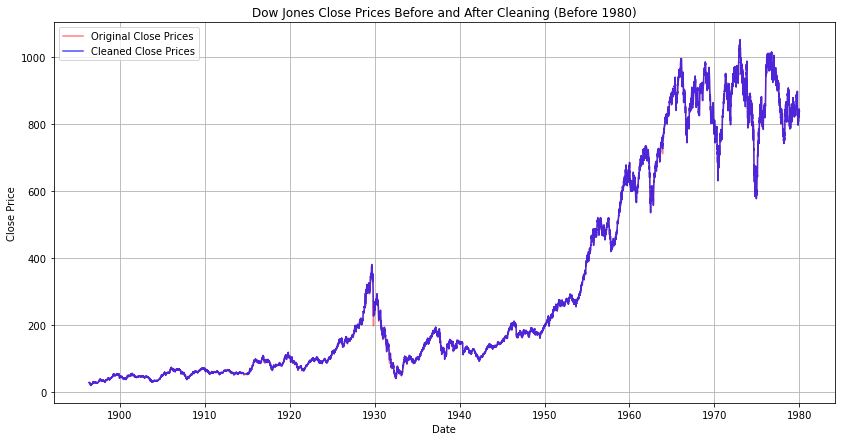 Dow Jones Close Prices Before and After Cleaning (Before 1980)
Original Close Prices
Cleaned Close Prices
Close Price
1000
800
600
400
200
0
1900 1910 1920 1930 1940 1950 1960 1970 1980
Date